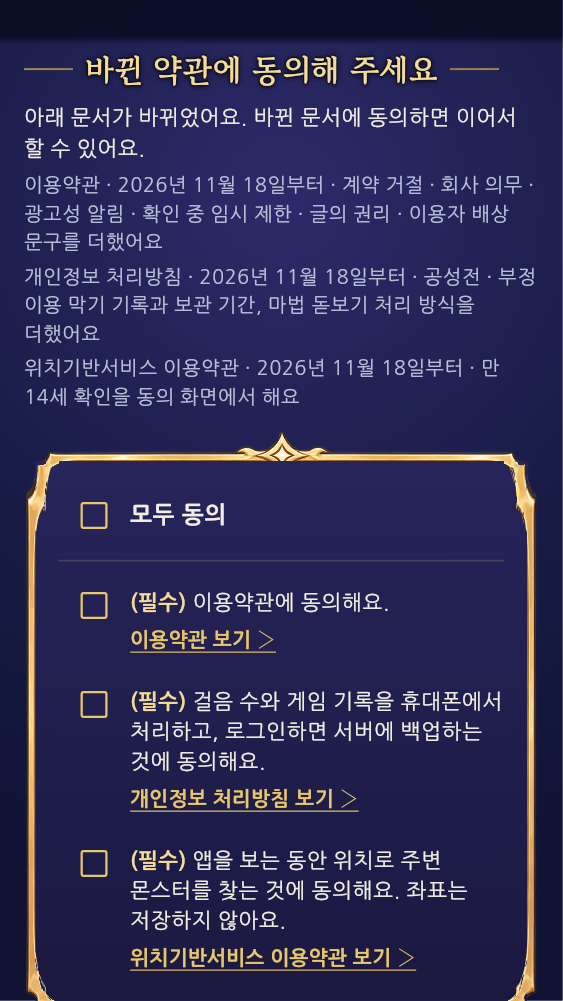 바뀐 약관에 동의해 주세요
아래 문서가 바뀌었어요. 바뀐 문서에 동의하면 이어서
할 수 있어요.
이용약관 · 2026년 11월 18일부터 · 계약 거절 · 회사 의무 ·
광고성 알림 · 확인 중 임시 제한 · 글의 권리 · 이용자 배상
문구를 더했어요
개인정보 처리방침 · 2026년 11월 18일부터 · 공성전 · 부정
이용 막기 기록과 보관 기간, 마법 돋보기 처리 방식을
더했어요
위치기반서비스 이용약관 · 2026년 11월 18일부터 · 만
14세 확인을 동의 화면에서 해요
모두 동의
(필수) 이용약관에 동의해요.
이용약관 보기 >
(필수) 걸음 수와 게임 기록을 휴대폰에서
처리하고, 로그인하면 서버에 백업하는
것에 동의해요.
개인정보 처리방침 보기 >
(필수) 앱을 보는 동안 위치로 주변
몬스터를 찾는 것에 동의해요. 좌표는
저장하지 않아요.
위치기반서비스 이용약관 보기 >